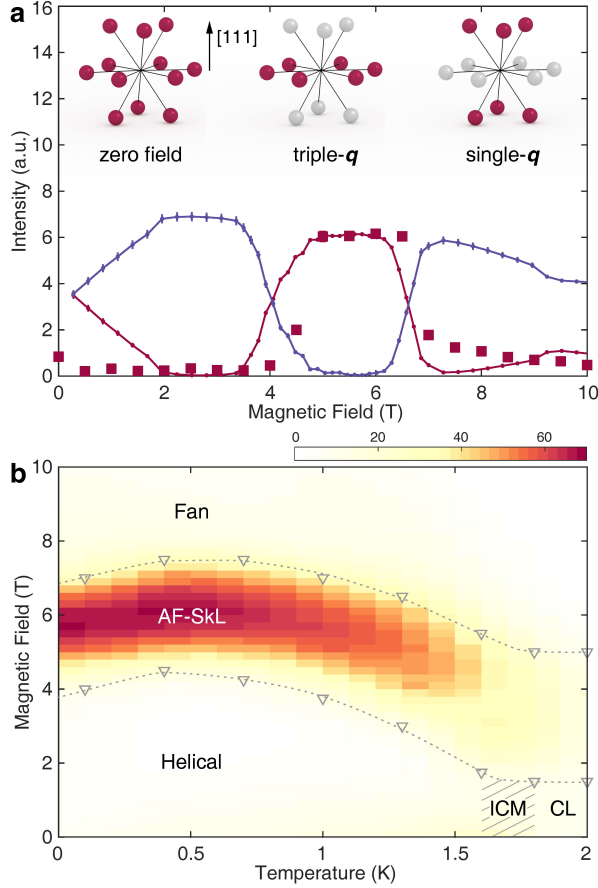 a
16
14
12
10
8
6
4
2
0
Intensity (a.u.)
[111]
zero field
triple-q
single-q
0 2 4 6 8 10
Magnetic Field (T)
0 20 40 60
b
10
8
6
4
2
0
Magnetic Field (T)
Fan
AF-SkL
Helical
ICM
CL
0 0.5 1 1.5 2
Temperature (K)